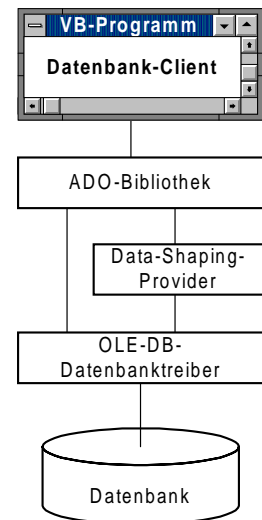 VB-Programm
Datenbank-Client
ADO-Bibliothek
Data-Shaping-
Provider
OLE-DB-
Datenbanktreiber
Datenbank